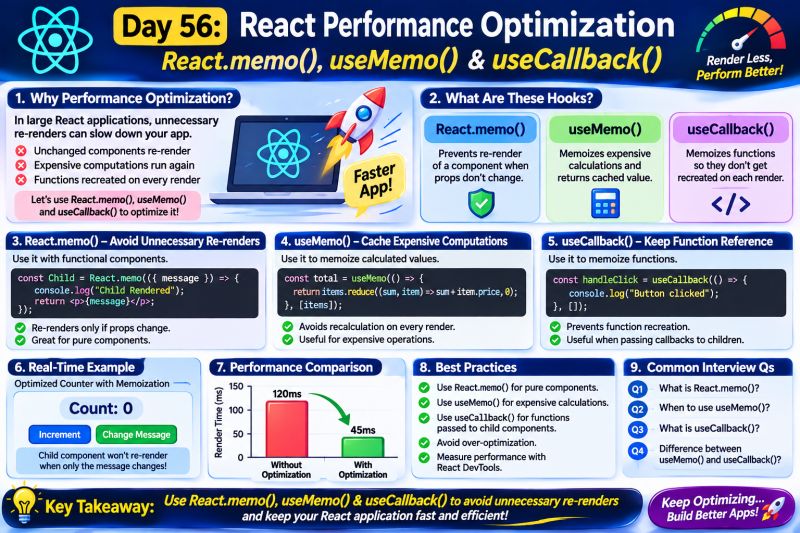 Day 56: React Performance Optimization
React.memo(), useMemo() & useCallback()
Render Less,
Perform Better!
1. Why Performance Optimization?
In large React applications, unnecessary
re-renders can slow down your app.
Unchanged components re-render
Expensive computations run again
Functions recreated on every render
Let's use React.memo(), useMemo()
and useCallback() to optimize it!
Faster
App!
2. What Are These Hooks?
React.memo()
Prevents re-render
of a component when
props don't change.
useMemo()
Memoizes expensive
calculations and
returns cached value.
useCallback()
Memoizes functions
so they don't get
recreated on each render.
</>
3. React.memo() – Avoid Unnecessary Re-renders
Use it with functional components.
const Child = React.memo(({ message }) => {
console.log("Child Rendered");
return <p>{message}</p>;
});
Re-renders only if props change.
Great for pure components.
4. useMemo() – Cache Expensive Computations
Use it to memoize calculated values.
const total = useMemo(() => {
return items.reduce((sum, item) => sum + item.price, 0);
}, [items]);
Avoids recalculation on every render.
Useful for expensive operations.
5. useCallback() – Keep Function Reference
Use it to memoize functions.
const handleClick = useCallback(() => {
console.log("Button clicked");
}, []);
Prevents function recreation.
Useful when passing callbacks to children.
6. Real-Time Example
Optimized Counter with Memoization
Count: 0
Increment
Change Message
Child component won't re-render
when only the message changes!
7. Performance Comparison
Render Time (ms)
150
100
50
0
120ms
45ms
Without
Optimization
With
Optimization
8. Best Practices
Use React.memo() for pure components.
Use useMemo() for expensive calculations.
Use useCallback() for functions
passed to child components.
Avoid over-optimization.
Measure performance with
React DevTools.
9. Common Interview Qs
Q1 What is React.memo()?
Q2 When to use useMemo()?
Q3 What is useCallback()?
Q4 Difference between
useMemo() and useCallback()?
Key Takeaway: Use React.memo(), useMemo() & useCallback() to avoid unnecessary re-renders
and keep your React application fast and efficient!
Keep Optimizing...
Build Better Apps!